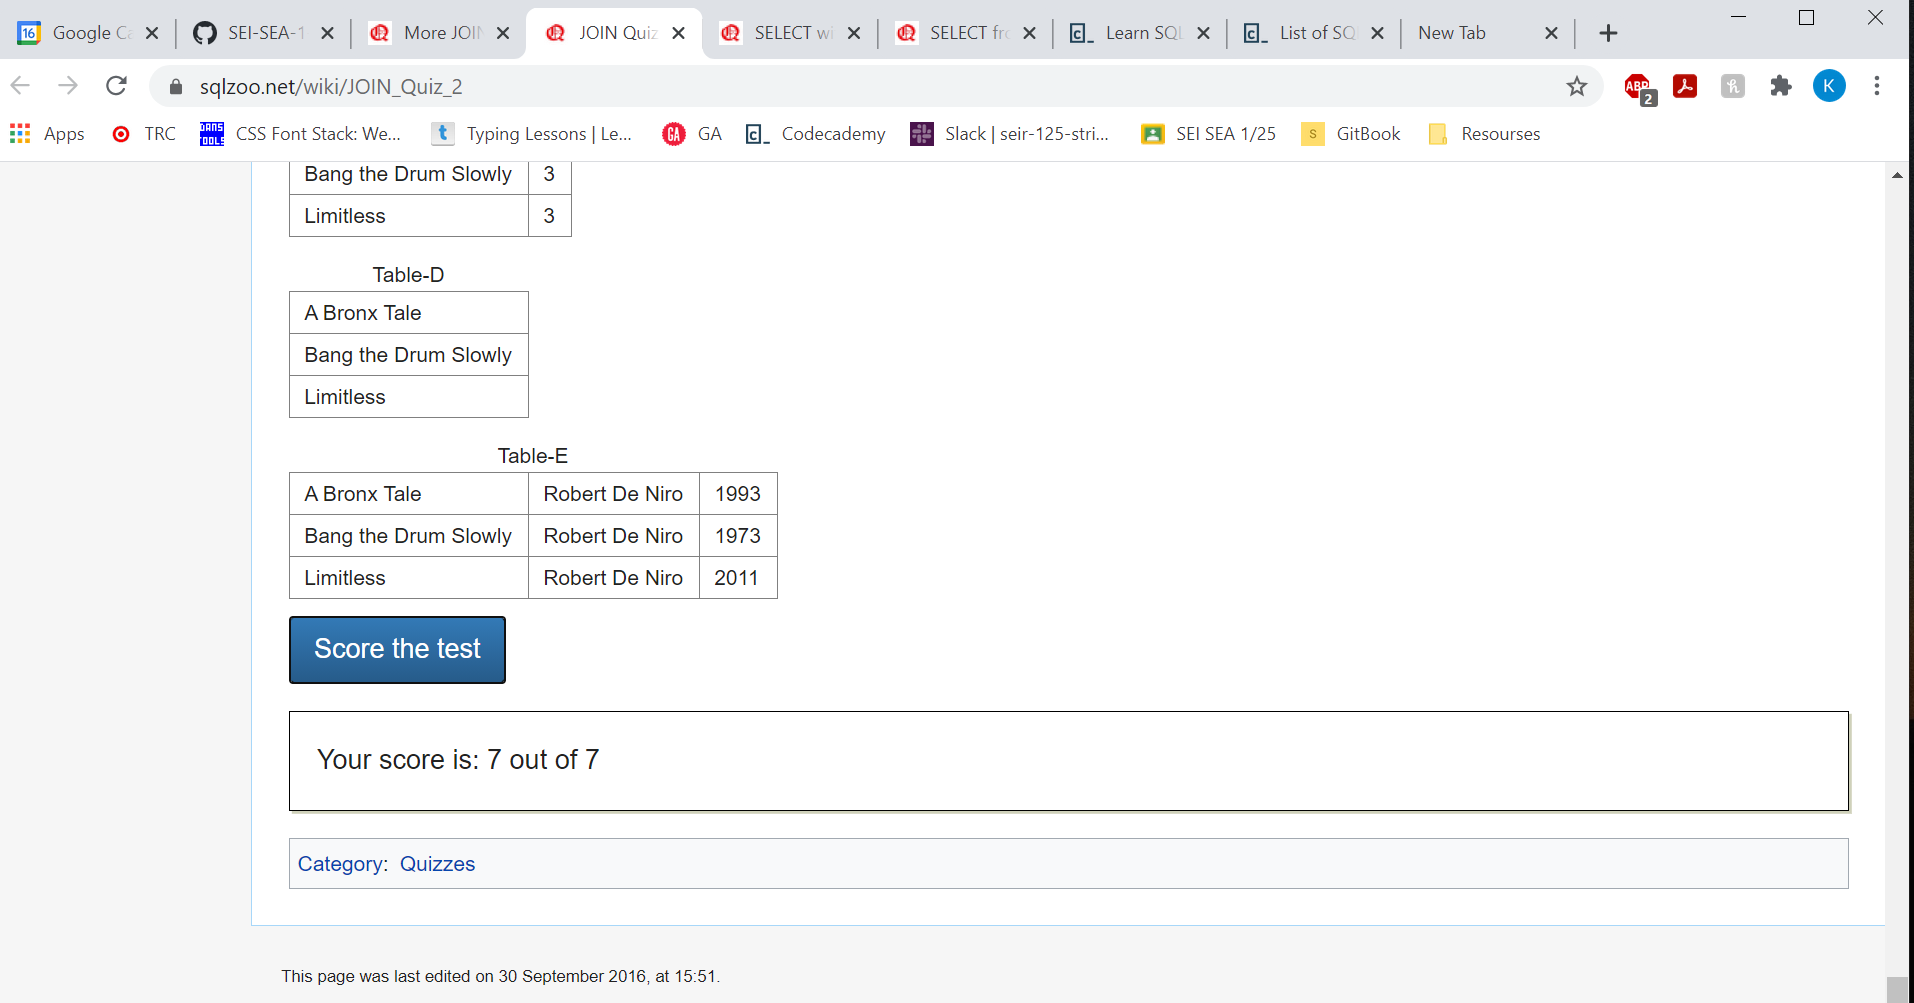 Google Ca SEI-SEA-1 More JOIN JOIN Quiz SELECT wi SELECT fro Learn SQL List of SQ New Tab
sqlzoo.net/wiki/JOIN_Quiz_2 ABP 2 K
Apps TRC CSS Font Stack: We... Typing Lessons | Le... GA GA Codecademy Slack | seir-125-stri... SEI SEA 1/25 S GitBook Resourses
Bang the Drum Slowly 3
Limitless 3
Table-D
A Bronx Tale
Bang the Drum Slowly
Limitless
Table-E
A Bronx Tale Robert De Niro 1993
Bang the Drum Slowly Robert De Niro 1973
Limitless Robert De Niro 2011
Score the test
Your score is: 7 out of 7
Category: Quizzes
This page was last edited on 30 September 2016, at 15:51.